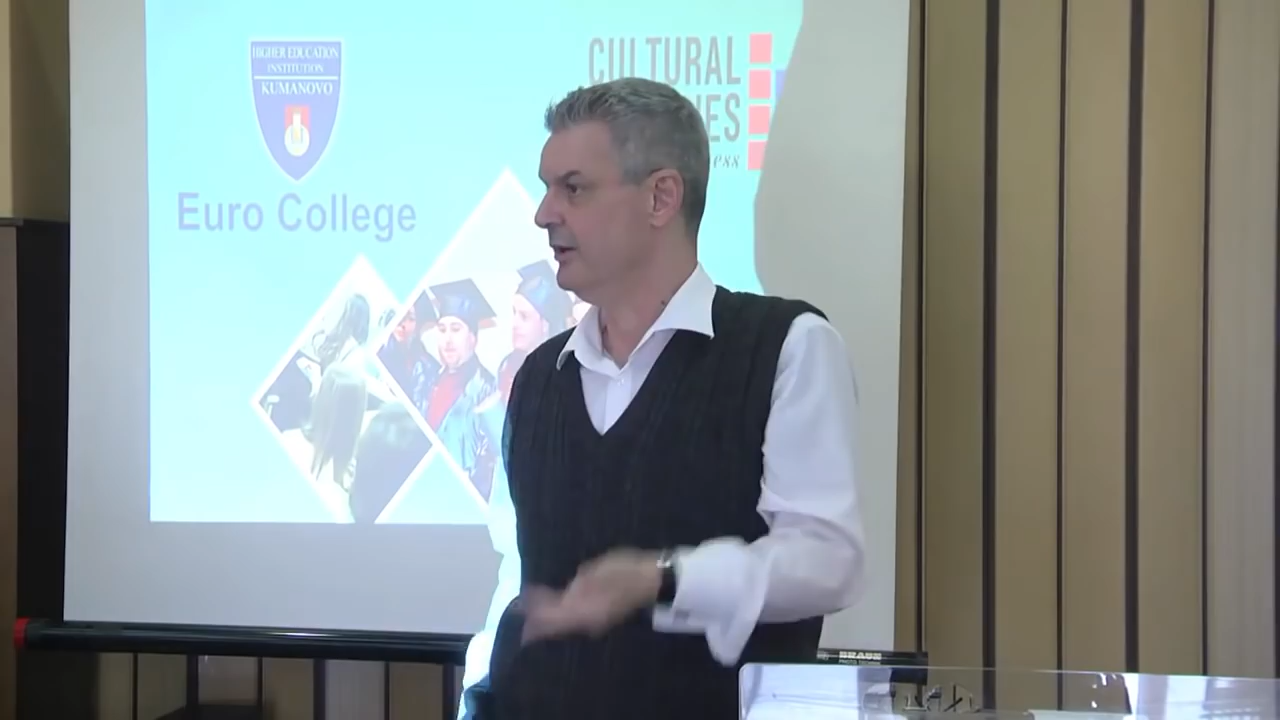 HIGHER EDUCATION
INSTITUTION
KUMANOVO
Euro College
CULTURAL